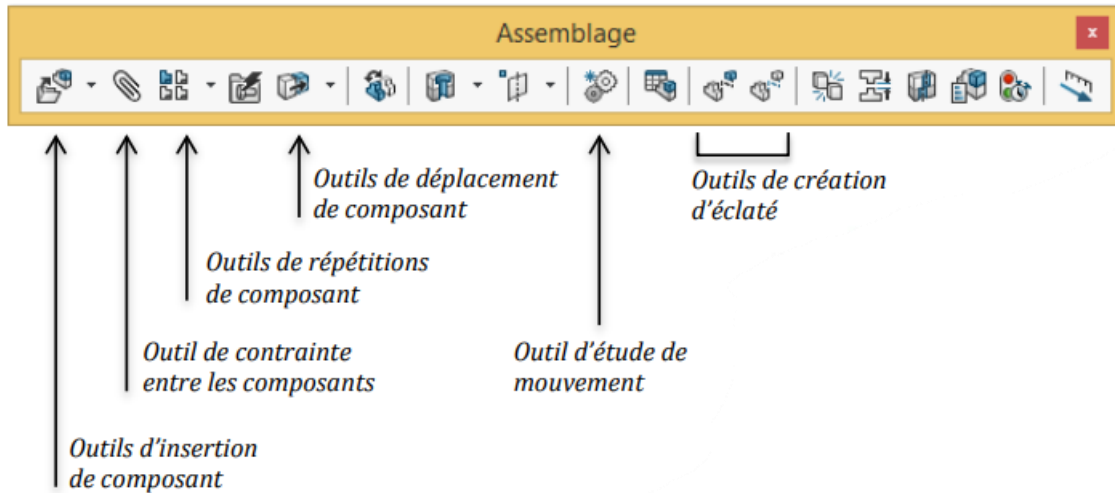 Assemblage
x
Outils de déplacement
de composant
Outils de création
d'éclaté
Outils de répétitions
de composant
Outil de contrainte
entre les composants
Outil d'étude de
mouvement
Outils d'insertion
de composant